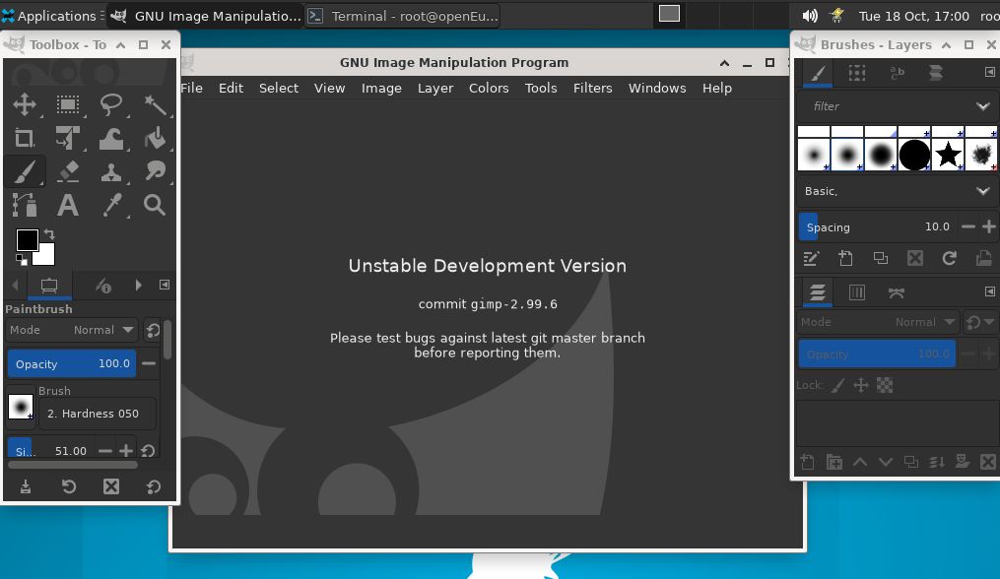 Applications
GNU Image Manipulatio...
Terminal - root@openEu...
Tue 18 Oct, 17:00
roo
Toolbox - To
GNU Image Manipulation Program
Brushes - Layers
File Edit Select View Image Layer Colors Tools Filters Windows Help
filter
Basic,
Spacing 10.0
Unstable Development Version
commit gimp-2.99.6
Please test bugs against latest git master branch
before reporting them.
Paintbrush
Mode Normal
Opacity 100.0
Brush
2. Hardness 050
Si... 51.00
Mode Normal
Opacity 100.0
Lock: